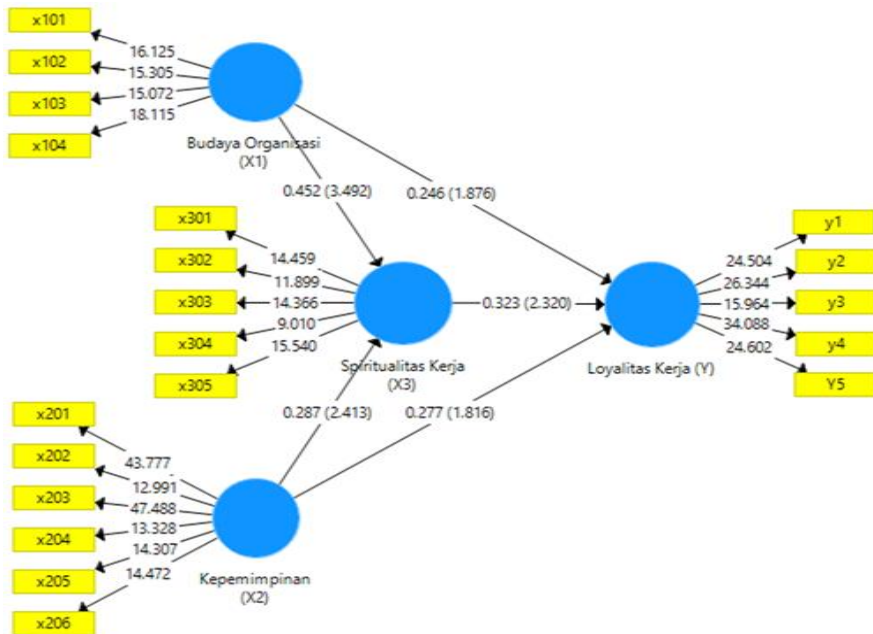 x101
x102
x103
x104
16.125
15.305
15.072
18.115
Budaya Organisasi
(X1)
0.452 (3.492)
0.246 (1.876)
x301
x302
x303
x304
x305
14.459
11.899
14.366
9.010
15.540
Spiritualitas Kerja
(X3)
0.323 (2.320)
Loyalitas Kerja (Y)
24.504
26.344
15.964
34.088
24.602
y1
y2
y3
y4
Y5
0.287 (2.413)
0.277 (1.816)
x201
x202
x203
x204
x205
x206
43.777
12.991
47.488
13.328
14.307
14.472
Kepemimpinan
(X2)